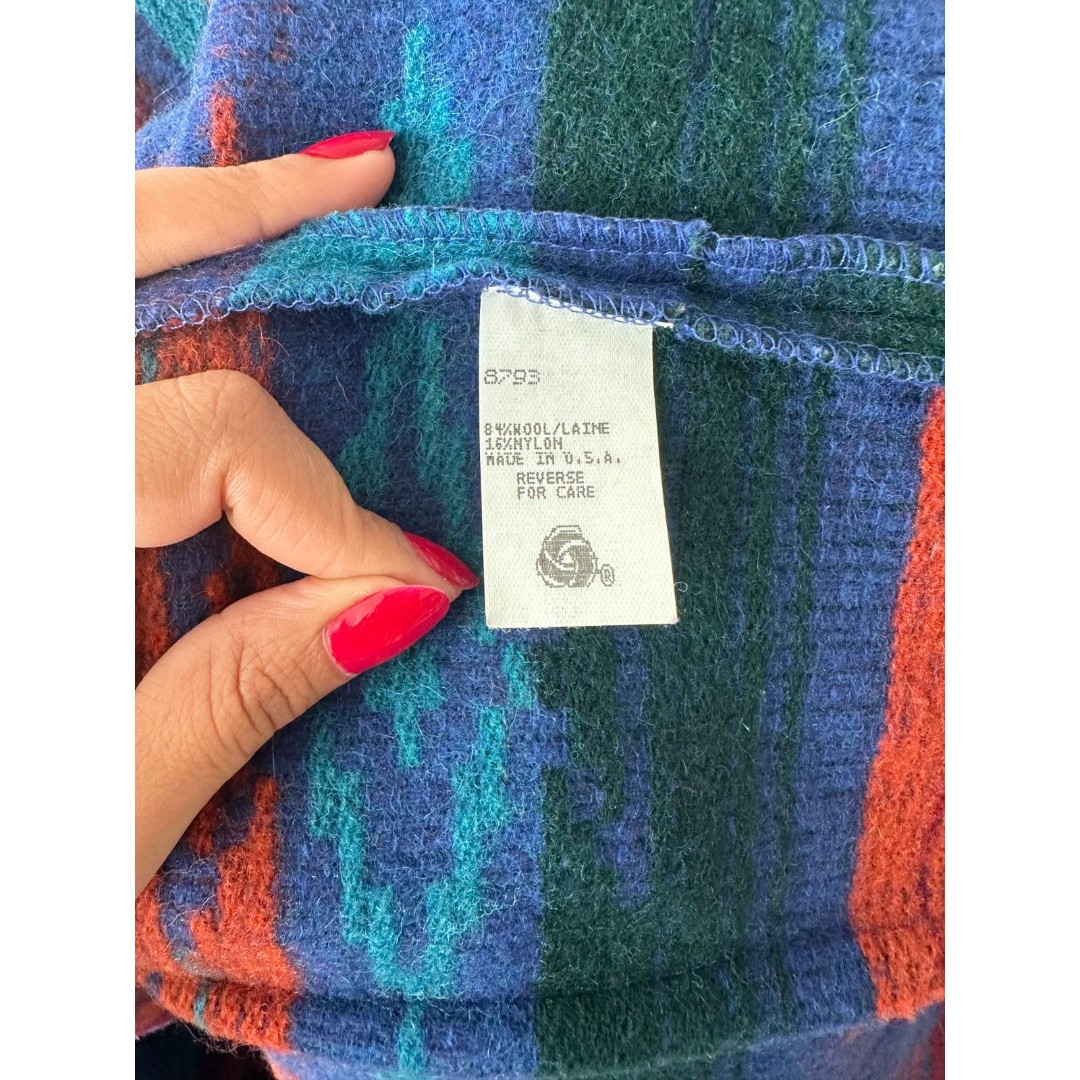 8793
84%WOOL/LAINE
16%NYLON
MADE IN U.S.A.
REVERSE
FOR CARE
®